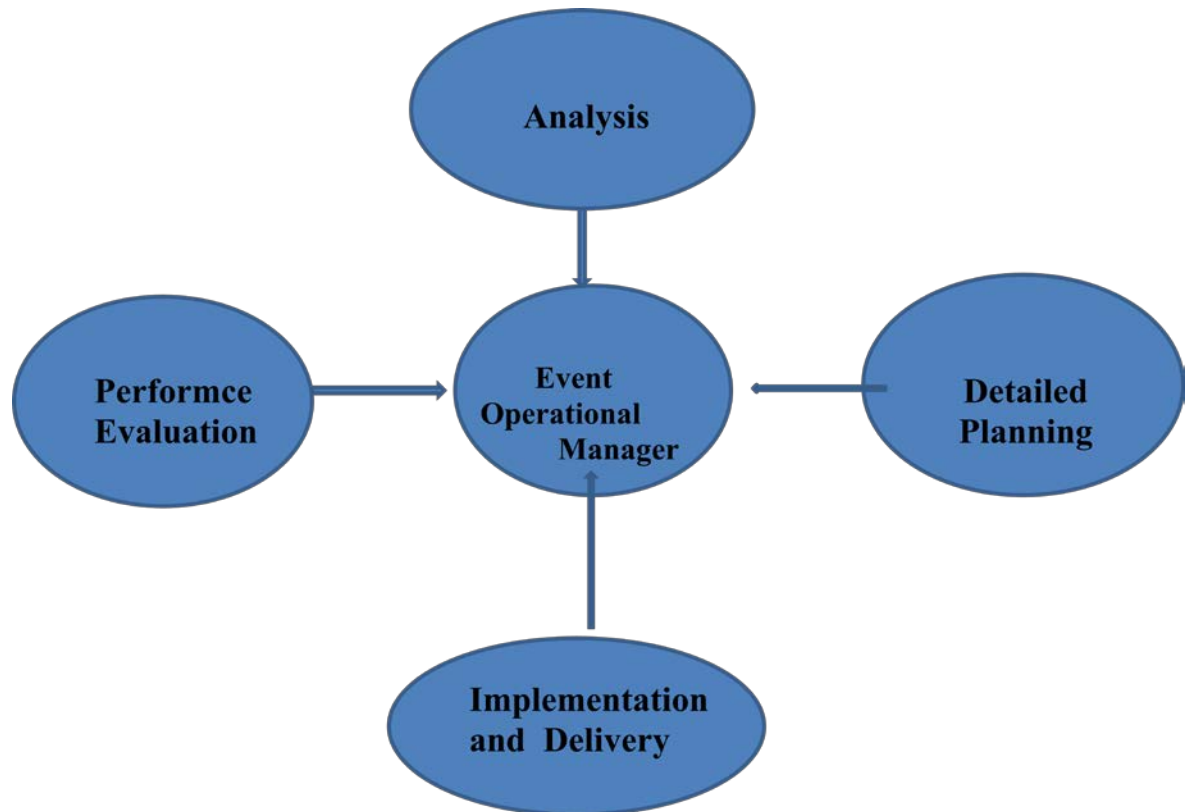 Analysis
Performce
Evaluation
Event
Operational
Manager
Detailed
Planning
Implementation
and Delivery